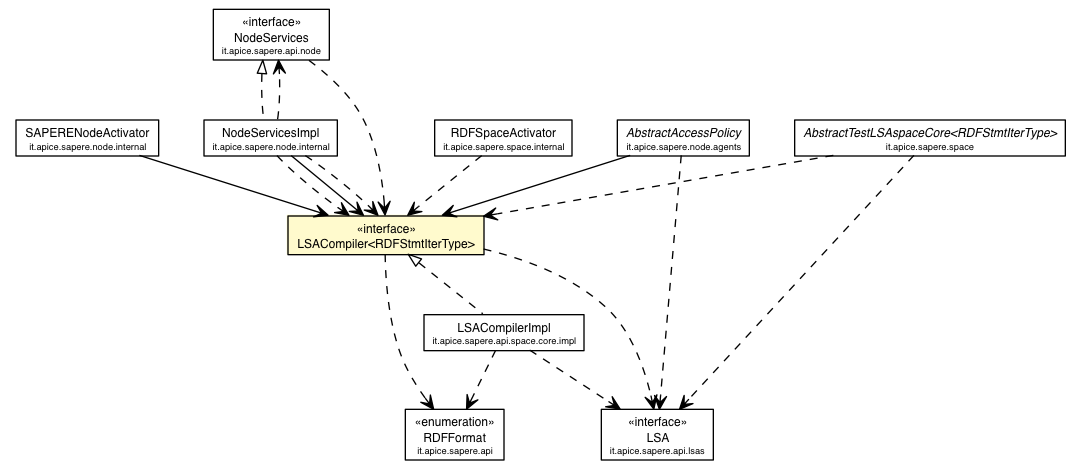 «interface»
NodeServices
it.apice.sapere.api.node
SAPERENodeActivator
it.apice.sapere.node.internal
NodeServicesImpl
it.apice.sapere.node.internal
RDFSpaceActivator
it.apice.sapere.space.internal
AbstractAccessPolicy
it.apice.sapere.node.agents
AbstractTestLSAspaceCore<RDFStmtIterType>
it.apice.sapere.space
«interface»
LSACompiler<RDFStmtIterType>
LSACompilerImpl
it.apice.sapere.api.space.core.impl
«enumeration»
RDFFormat
it.apice.sapere.api
«interface»
LSA
it.apice.sapere.api.lsas